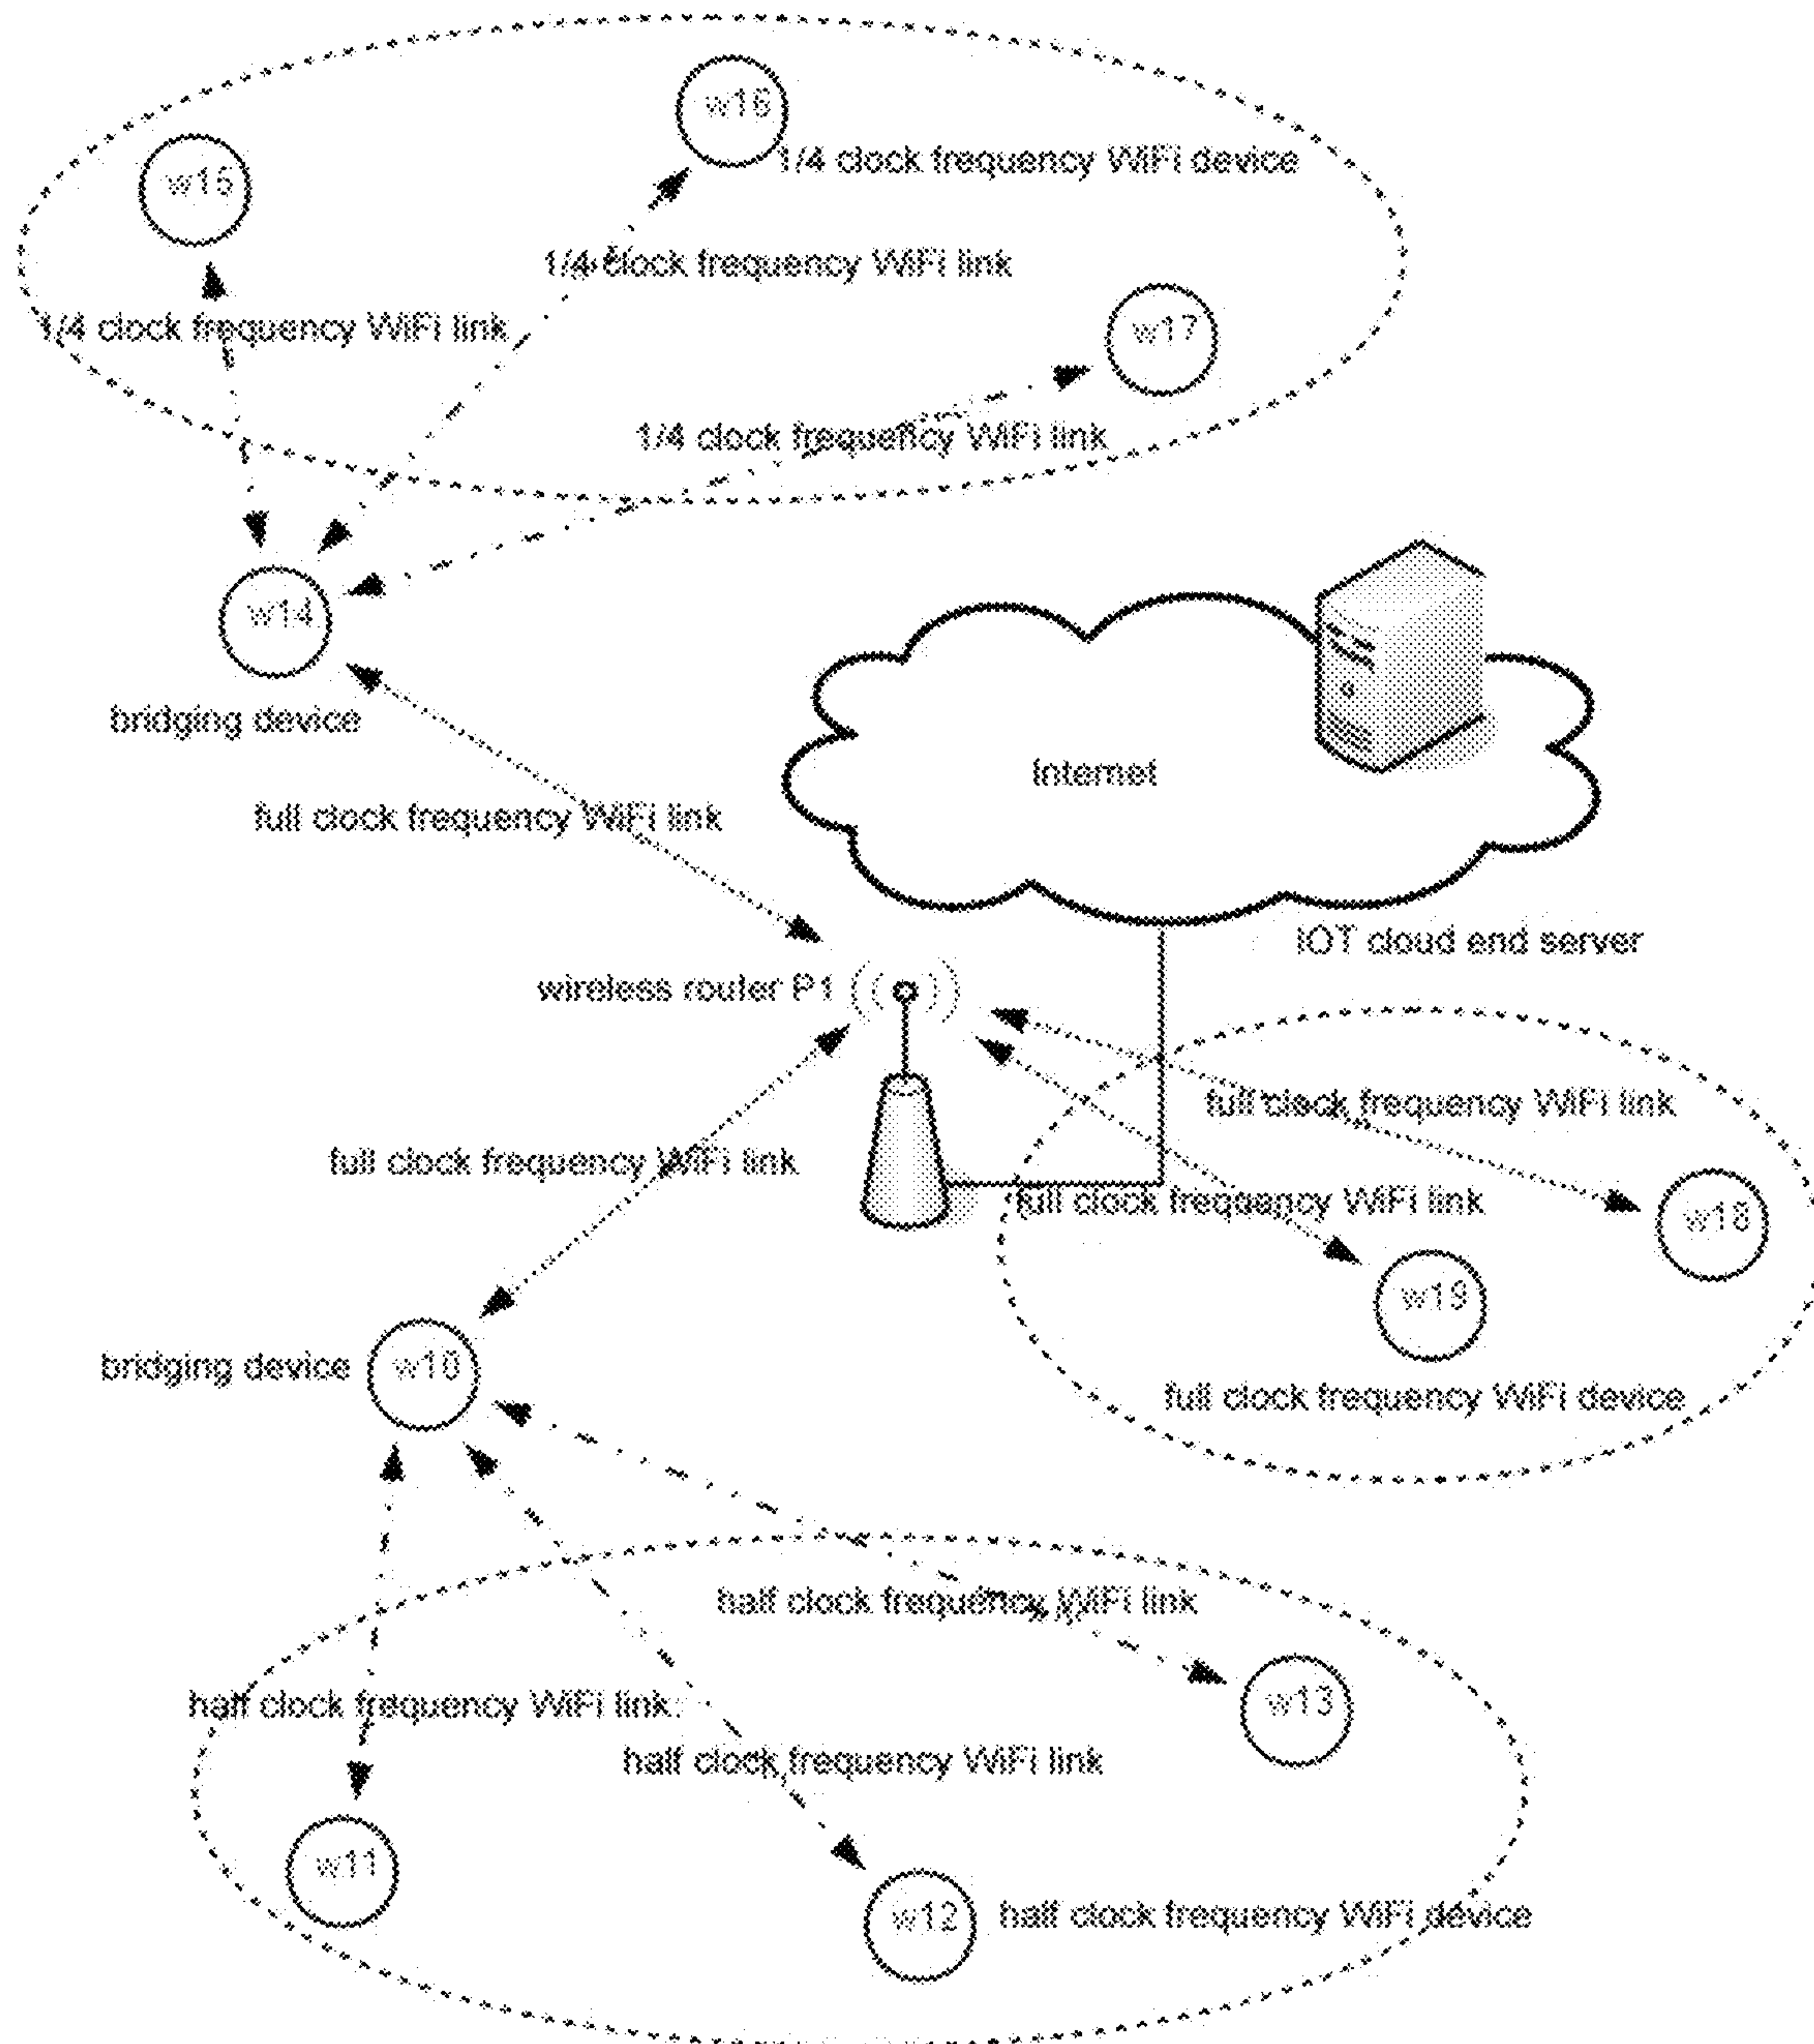 w16
1/4 clock frequency WiFi device
w15
1/4 clock frequency WiFi link
1/4 clock frequency WiFi link
w17
1/4 clock frequency WiFi link
w14
bridging device
Internet
full clock frequency WiFi link
IOT cloud end server
wireless router P1
full clock frequency WiFi link
full clock frequency WiFi link
full clock frequency WiFi link
w18
w19
bridging device
w10
full clock frequency WiFi device
half clock frequency WiFi link
half clock frequency WiFi link
w13
half clock frequency WiFi link
w11
w12
half clock frequency WiFi device